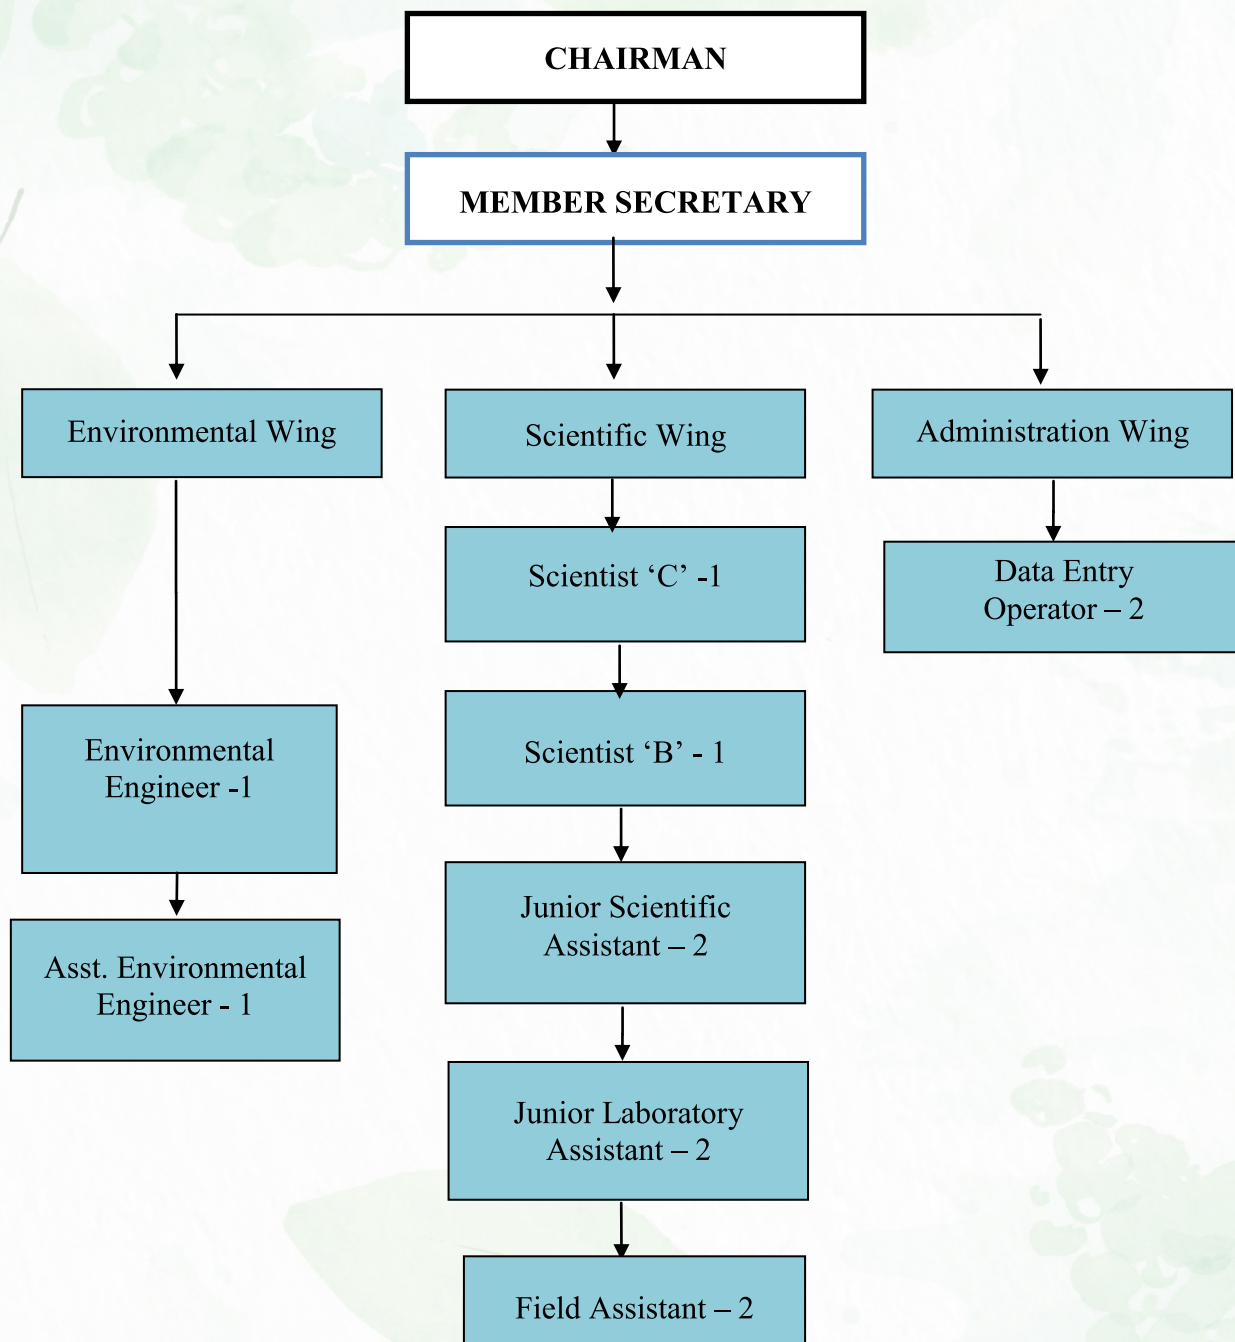 CHAIRMAN
MEMBER SECRETARY
Environmental Wing
Scientific Wing
Administration Wing
Scientist ‘C’ -1
Data Entry
Operator – 2
Environmental
Engineer -1
Scientist ‘B’ - 1
Asst. Environmental
Engineer - 1
Junior Scientific
Assistant – 2
Junior Laboratory
Assistant – 2
Field Assistant – 2